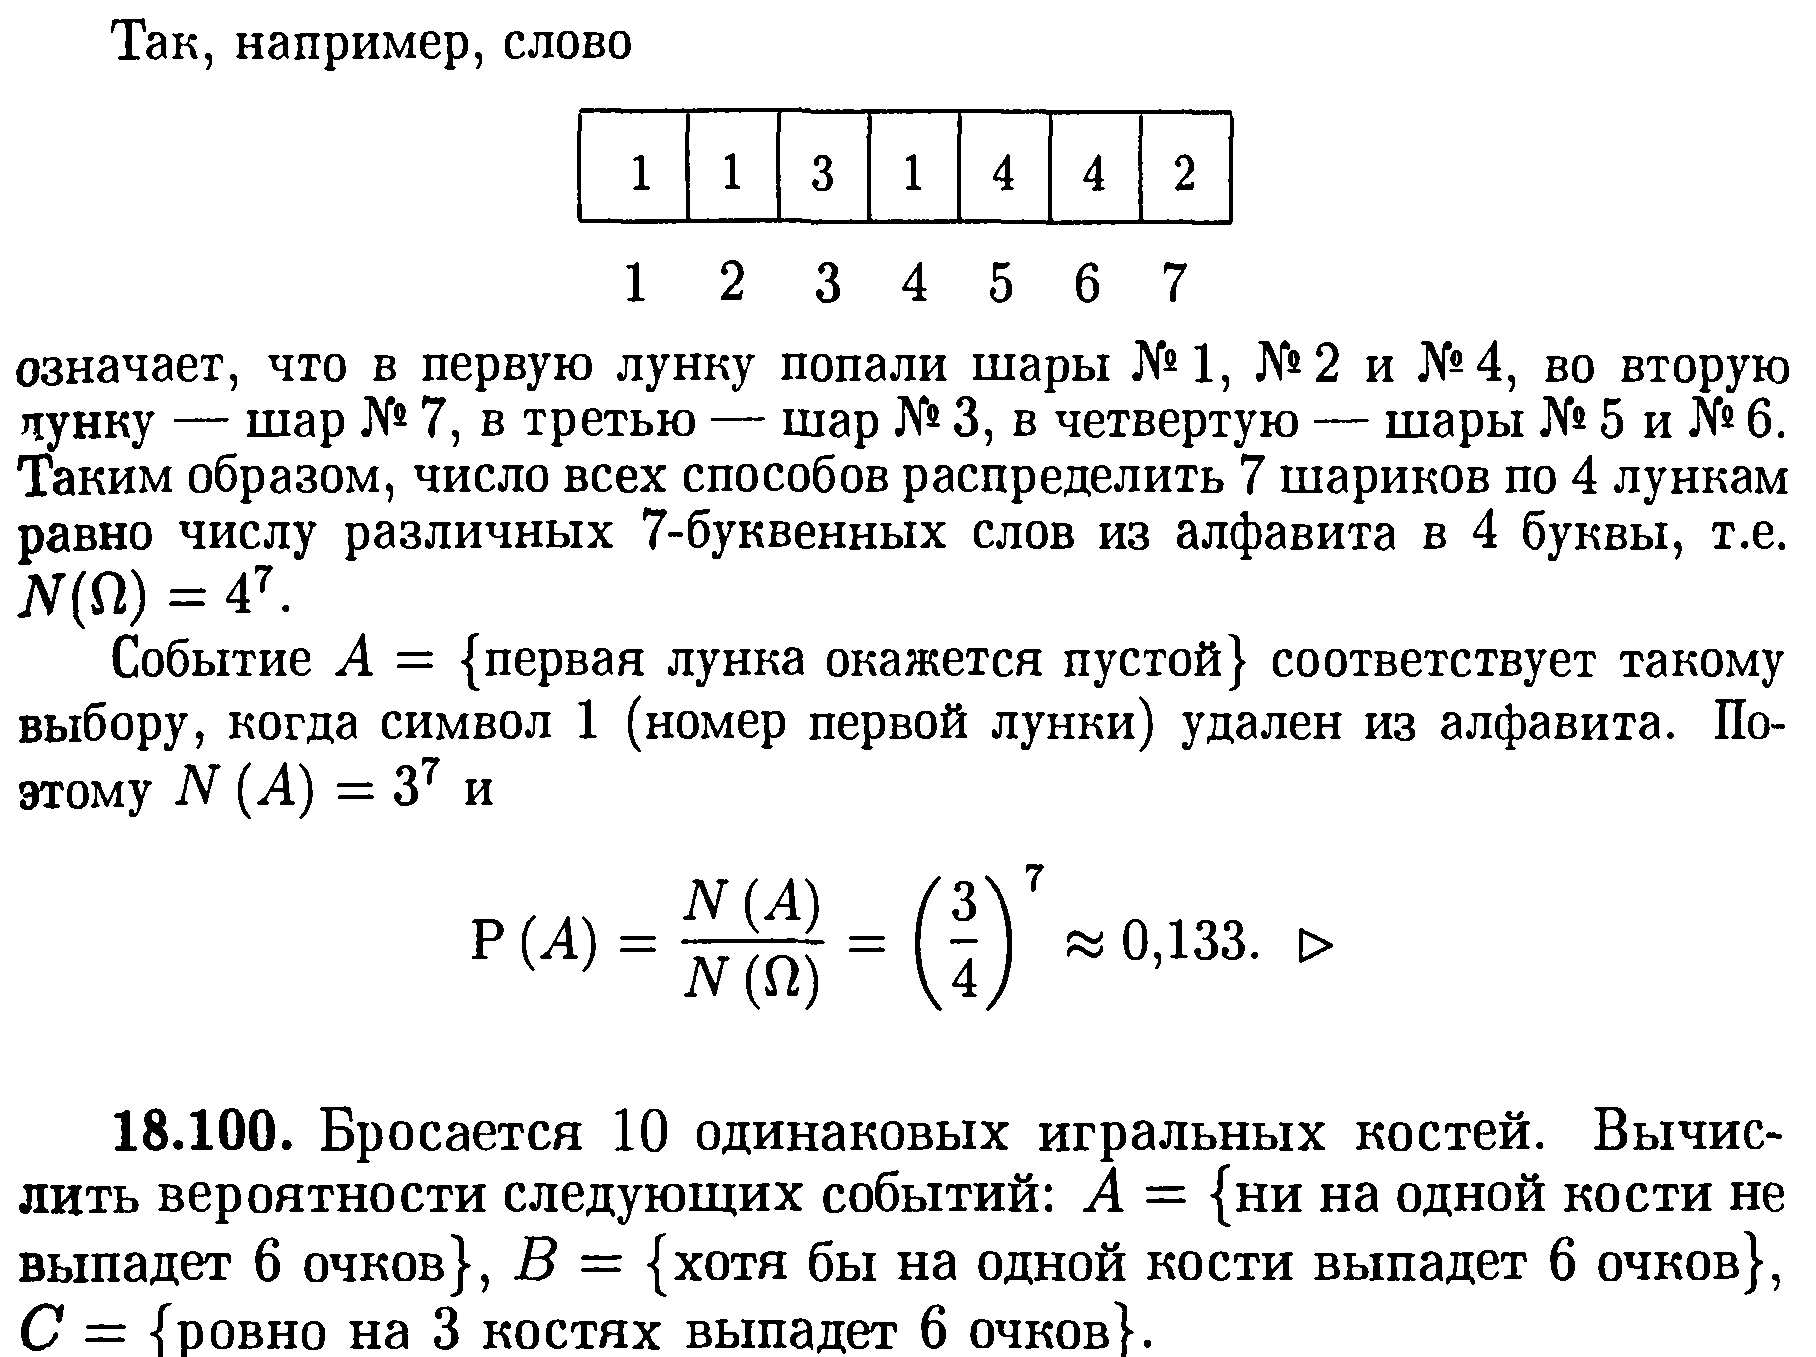 Так, например, слово
1 1 3 1 4 4 2
1 2 3 4 5 6 7
означает, что в первую лунку попали шары № 1, № 2 и № 4, во вторую
лунку — шар № 7, в третью — шар № 3, в четвертую — шары № 5 и № 6.
Таким образом, число всех способов распределить 7 шариков по 4 лункам
равно числу различных 7-буквенных слов из алфавита в 4 буквы, т.е.
N(Ω) = 4⁷.
Событие A = {первая лунка окажется пустой} соответствует такому
выбору, когда символ 1 (номер первой лунки) удален из алфавита. По-
этому N (A) = 3⁷ и
P (A) = N (A) / N (Ω) = (3/4)⁷ ≈ 0,133. ▷
18.100. Бросается 10 одинаковых игральных костей. Вычис-
лить вероятности следующих событий: A = {ни на одной кости не
выпадет 6 очков}, B = {хотя бы на одной кости выпадет 6 очков},
C = {ровно на 3 костях выпадет 6 очков}.